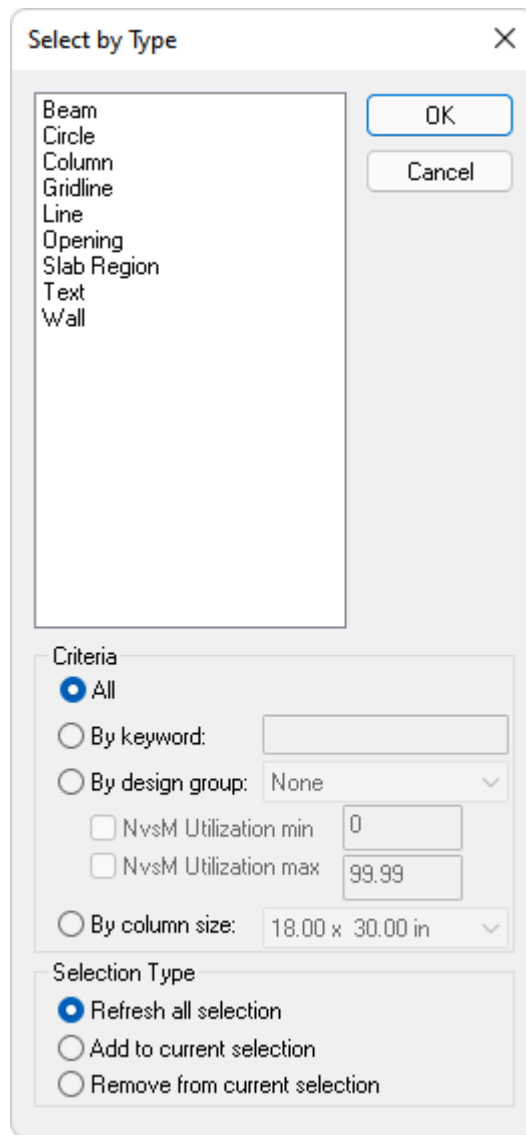 Select by Type
Beam
Circle
Column
Gridline
Line
Opening
Slab Region
Text
Wall
OK
Cancel
Criteria
All
By keyword:
By design group: None
NvsM Utilization min 0
NvsM Utilization max 99.99
By column size: 18.00 x 30.00 in
Selection Type
Refresh all selection
Add to current selection
Remove from current selection